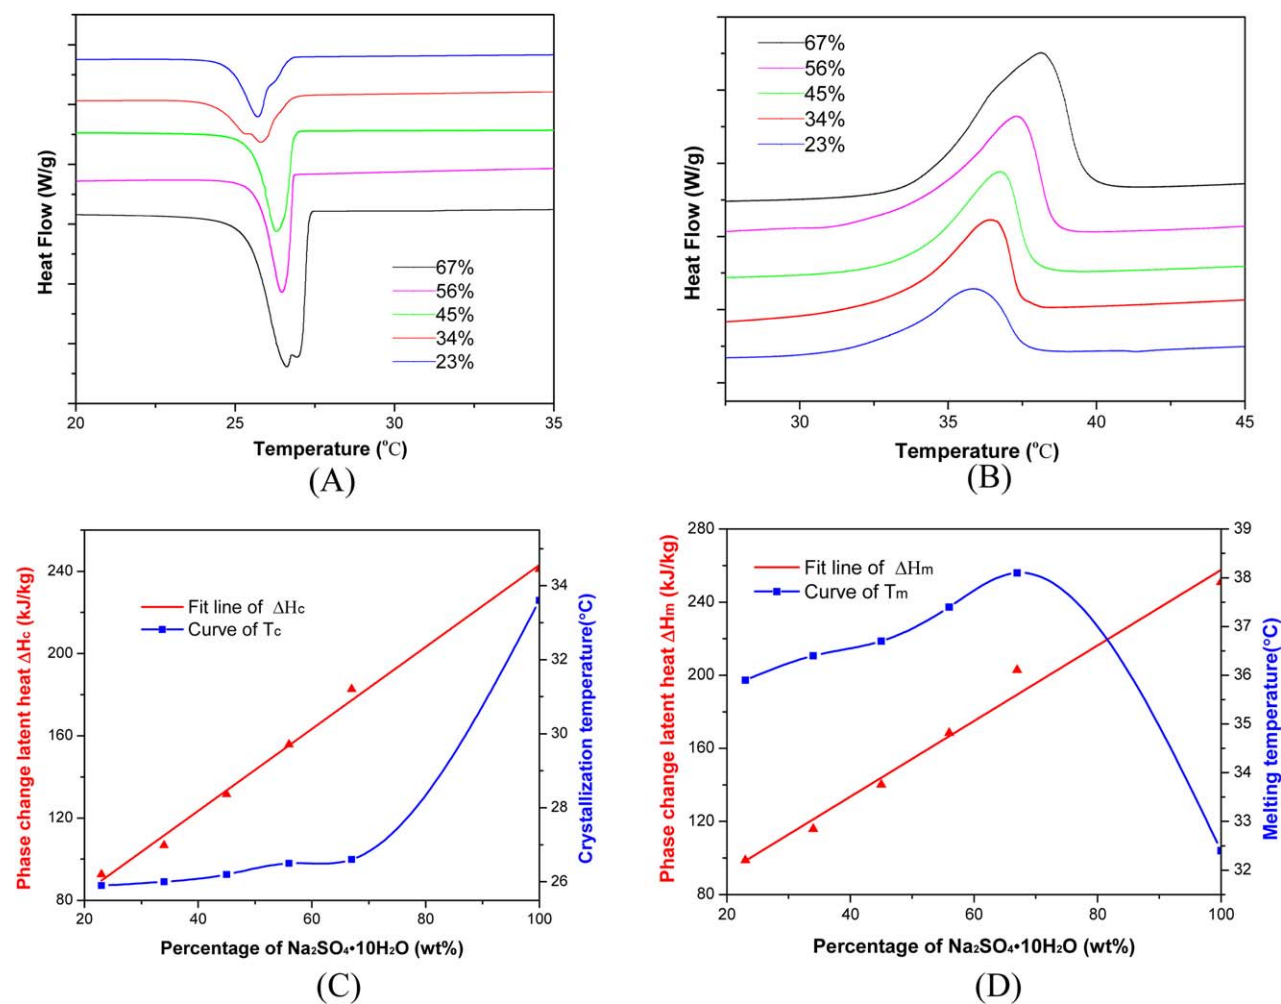 67%
56%
45%
34%
23%
Heat Flow (W/g)
20
25
30
35
Temperature (°C)
(A)
67%
56%
45%
34%
23%
Heat Flow (W/g)
30
35
40
45
Temperature (°C)
(B)
Phase change latent heat ΔHc (kJ/kg)
240
200
160
120
80
Fit line of ΔHc
Curve of Tc
34
32
30
28
26
Crystallization temperature(°C)
20
40
60
80
100
Percentage of Na₂SO₄•10H₂O (wt%)
(C)
Phase change latent heat ΔHm (kJ/kg)
280
240
200
160
120
80
Fit line of ΔHm
Curve of Tm
39
38
37
36
35
34
33
32
Melting temperature(°C)
20
40
60
80
100
Percentage of Na₂SO₄•10H₂O (wt%)
(D)